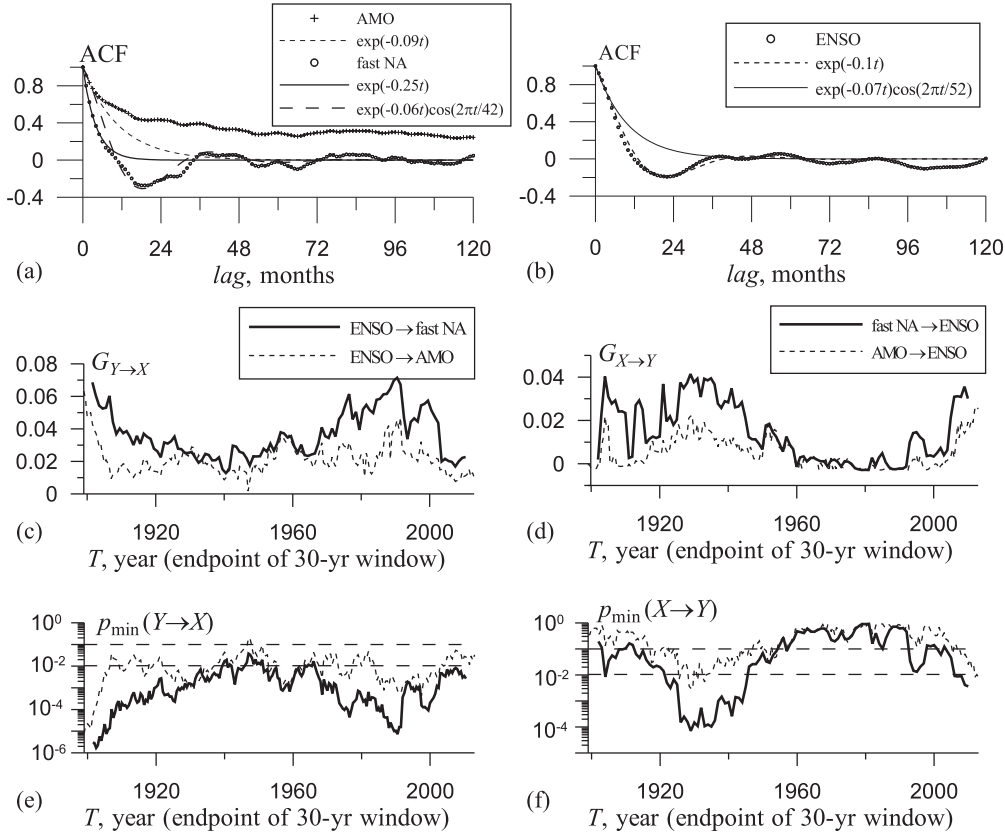 ACF
+ AMO
exp(-0.09t)
fast NA
exp(-0.25t)
exp(-0.06t)cos(2πt/42)
0.8
0.4
0
-0.4
0 24 48 72 96 120
(a)
lag, months
ACF
ENSO
exp(-0.1t)
exp(-0.07t)cos(2πt/52)
0.8
0.4
0
-0.4
0 24 48 72 96 120
(b)
lag, months
ENSO→fast NA
ENSO→AMO
G Y→X
0.08
0.06
0.04
0.02
0
1920 1960 2000
(c)
T, year (endpoint of 30-yr window)
fast NA→ENSO
AMO→ENSO
G X→Y
0.04
0.02
0
1920 1960 2000
(d)
T, year (endpoint of 30-yr window)
p min (Y→X)
10^0
10^-2
10^-4
10^-6
1920 1960 2000
(e)
T, year (endpoint of 30-yr window)
p min (X→Y)
10^0
10^-2
10^-4
1920 1960 2000
(f)
T, year (endpoint of 30-yr window)